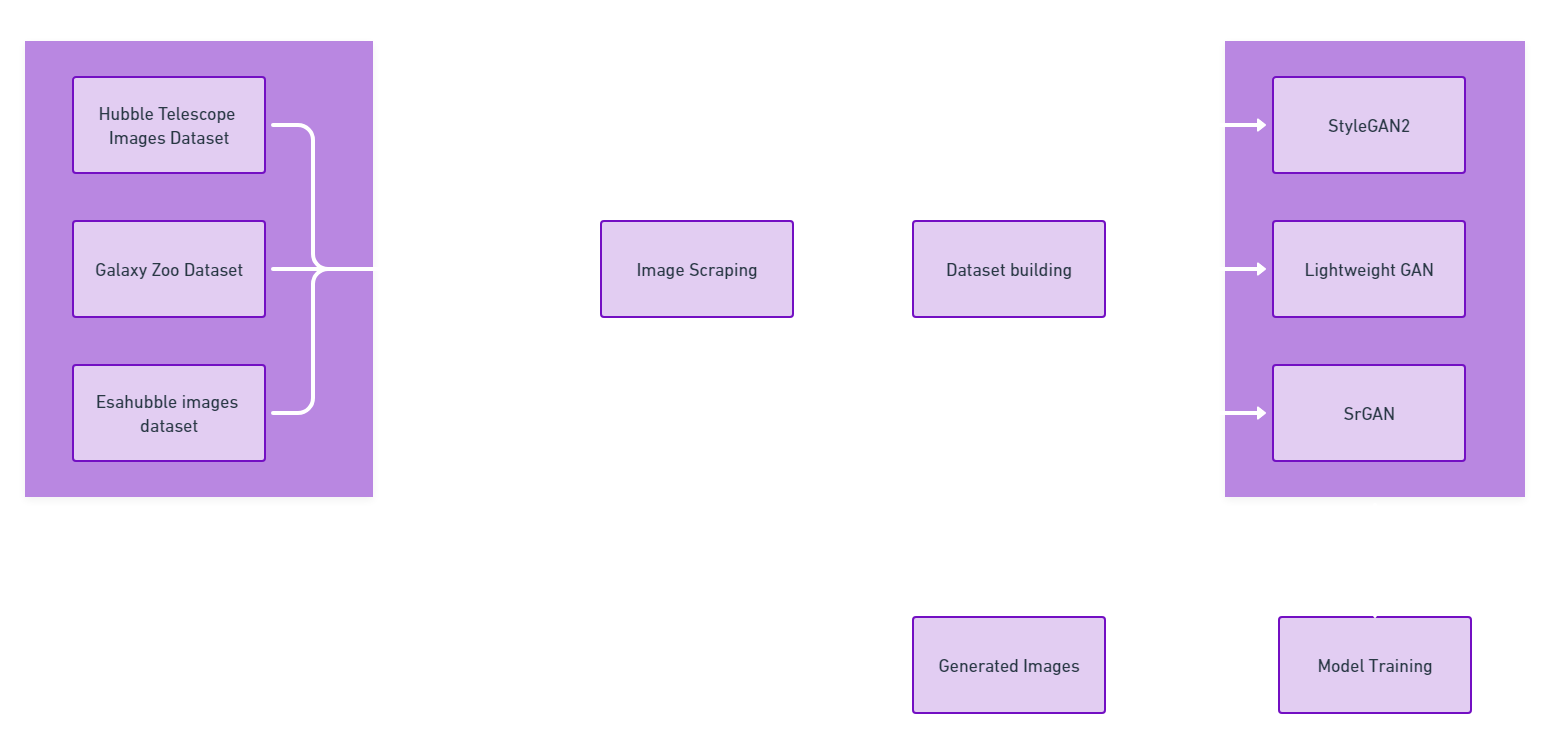 Hubble Telescope
Images Dataset
Galaxy Zoo Dataset
Esahubble images
dataset
Image Scraping
Dataset building
StyleGAN2
Lightweight GAN
SrGAN
Generated Images
Model Training